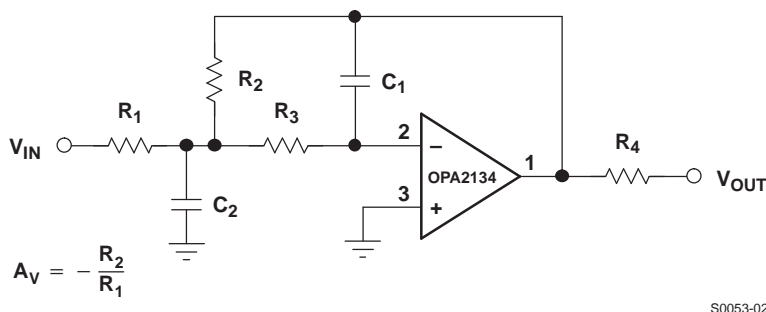 R2
C1
R1
R3
VIN
2
−
OPA2134
1
R4
VOUT
3
+
C2
AV = − R2
R1
S0053-02